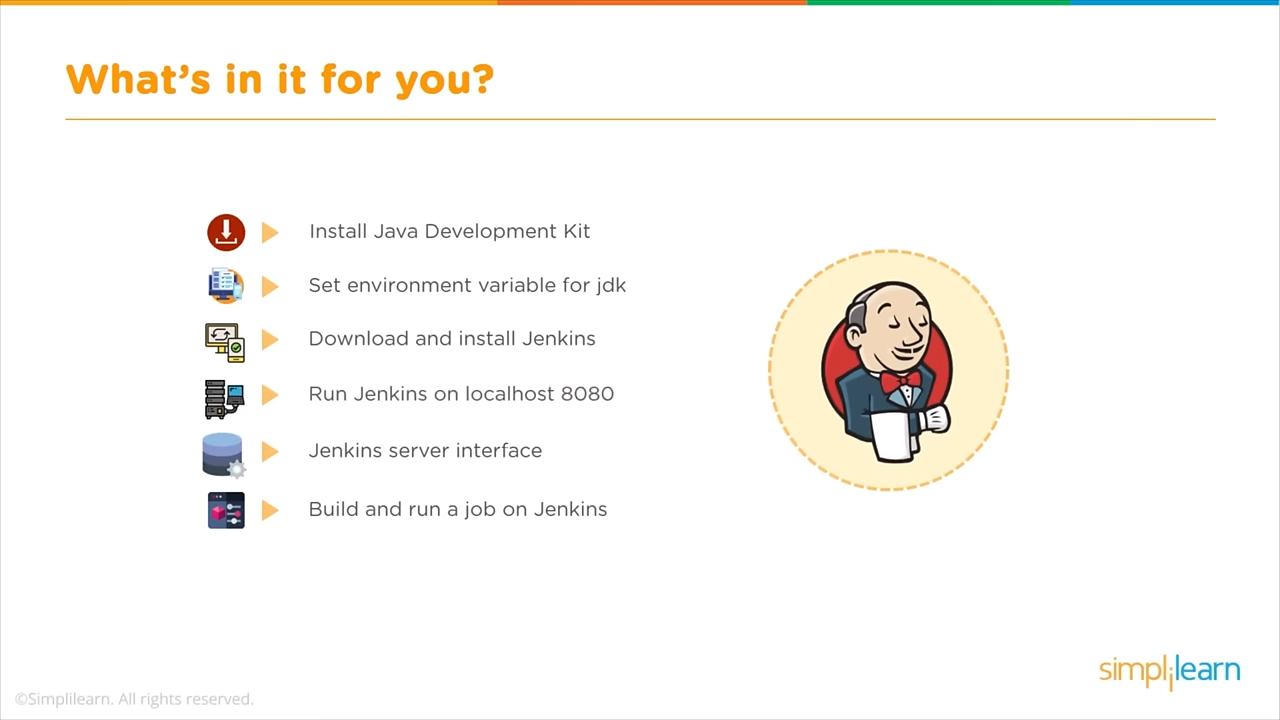 What's in it for you?
Install Java Development Kit
Set environment variable for jdk
Download and install Jenkins
Run Jenkins on localhost 8080
Jenkins server interface
Build and run a job on Jenkins
simplilearn
©Simplilearn. All rights reserved.